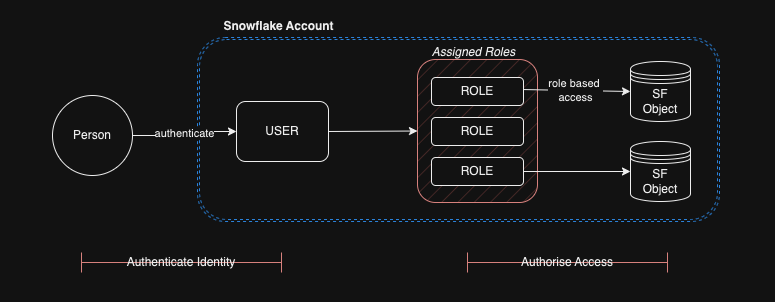 Snowflake Account
Assigned Roles
Person
authenticate
USER
ROLE
ROLE
ROLE
role based
access
SF
Object
SF
Object
Authenticate Identity
Authorise Access